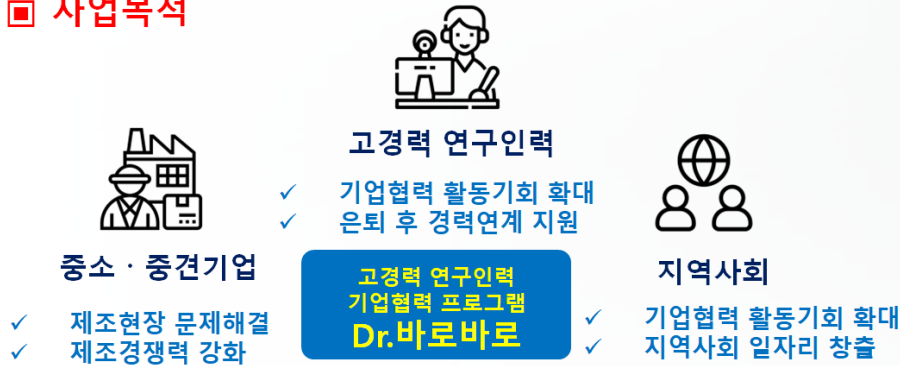 ▣ 사업목적
고경력 연구인력
✓ 기업협력 활동기회 확대
✓ 은퇴 후 경력연계 지원
중소 · 중견기업
✓ 제조현장 문제해결
✓ 제조경쟁력 강화
고경력 연구인력
기업협력 프로그램
Dr.바로바로
지역사회
✓ 기업협력 활동기회 확대
✓ 지역사회 일자리 창출